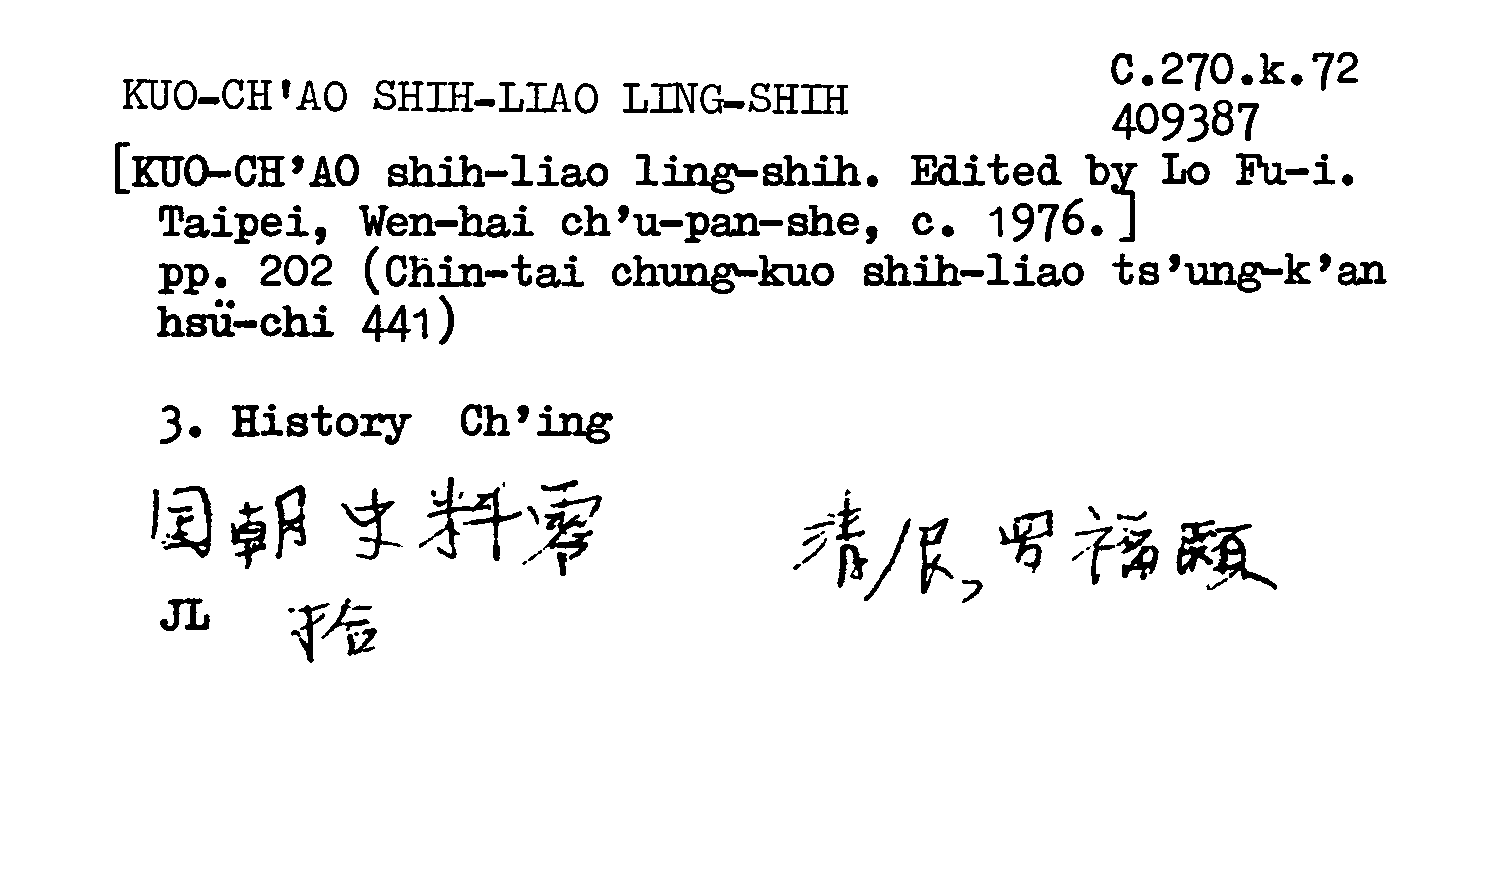 KUO-CH'AO SHIH-LIAO LING-SHIH
C.270.k.72
409387
[KUO-CH'AO shih-liao ling-shih. Edited by Lo Fu-i.
Taipei, Wen-hai ch'u-pan-she, c. 1976.]
pp. 202 (Chin-tai chung-kuo shih-liao ts'ung-k'an
hsü-chi 441)
3. History Ch'ing
国朝史料零
清/民, 罗福頤
JL 拾